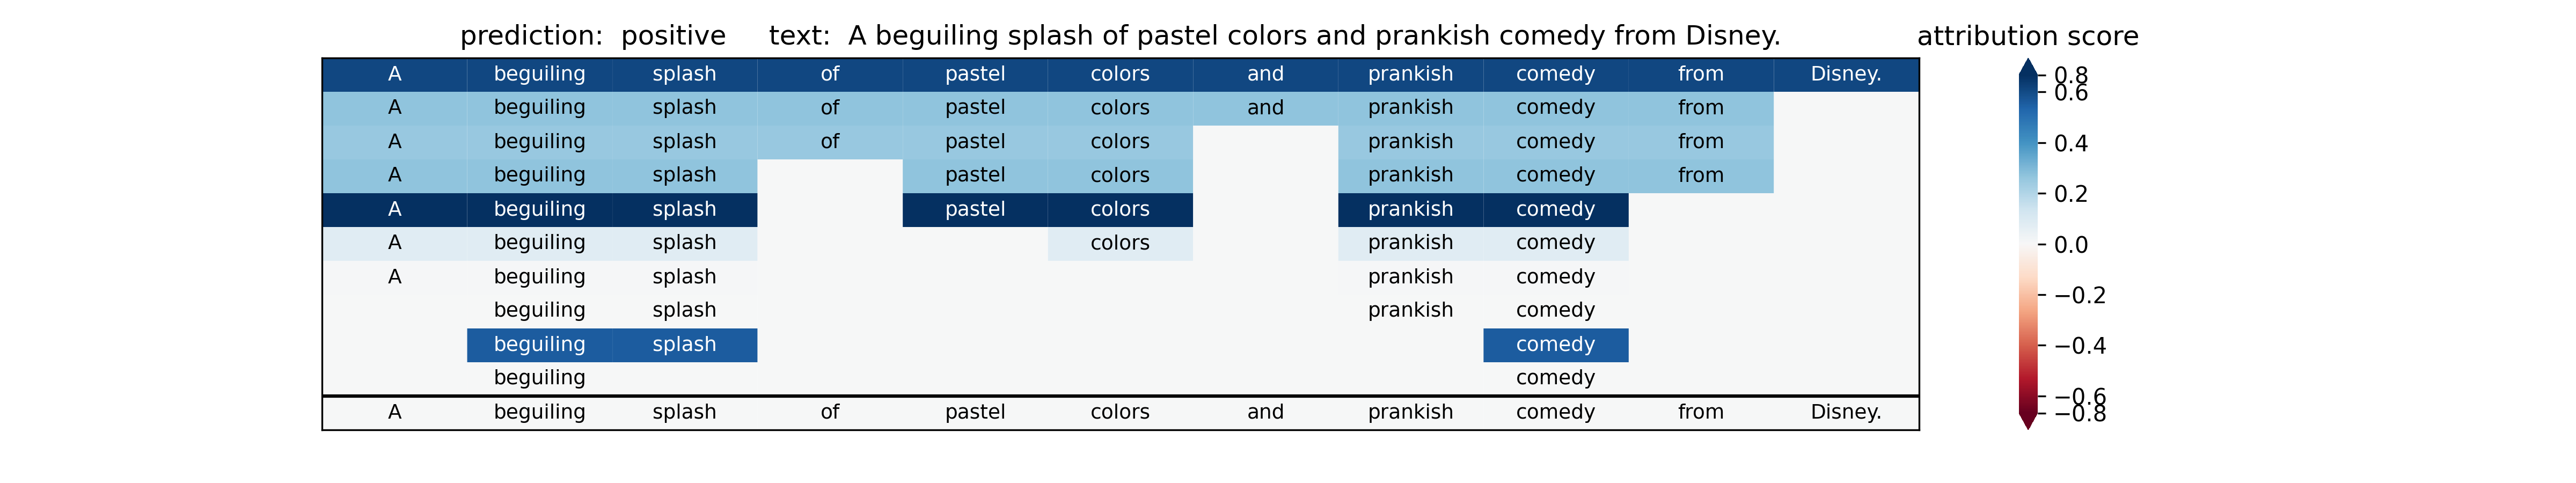 prediction: positive text: A beguiling splash of pastel colors and prankish comedy from Disney. attribution score
A beguiling splash of pastel colors and prankish comedy from Disney.
A beguiling splash of pastel colors and prankish comedy from
A beguiling splash of pastel colors prankish comedy from
A beguiling splash pastel colors prankish comedy from
A beguiling splash pastel colors prankish comedy
A beguiling splash colors prankish comedy
A beguiling splash prankish comedy
beguiling splash prankish comedy
beguiling splash comedy
beguiling comedy
A beguiling splash of pastel colors and prankish comedy from Disney.
0.8
0.6
0.4
0.2
0.0
−0.2
−0.4
−0.6
−0.8